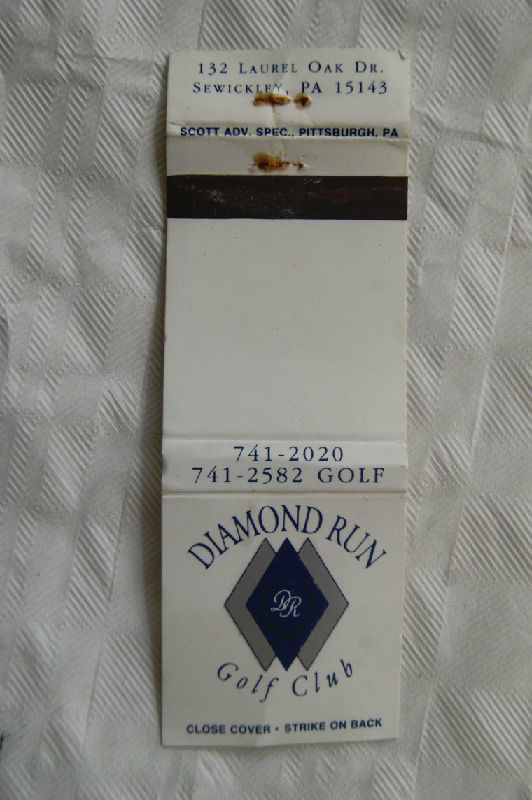 132 LAUREL OAK DR.
SEWICKLEY, PA 15143
SCOTT ADV. SPEC., PITTSBURGH, PA
741-2020
741-2582 GOLF
DIAMOND RUN
DR
Golf Club
CLOSE COVER • STRIKE ON BACK